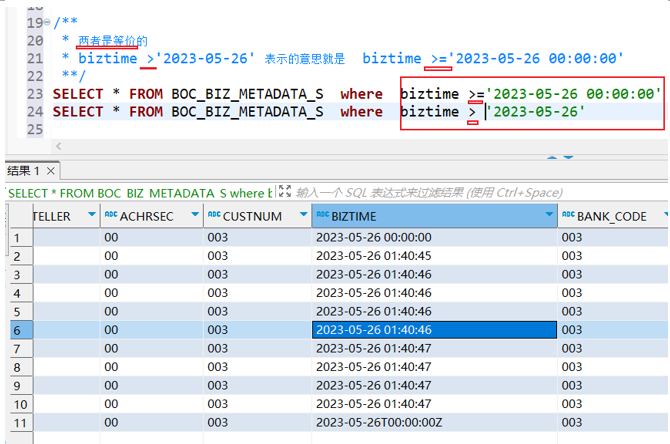 18
19 /**
20 * 两者是等价的
21 * biztime >'2023-05-26' 表示的意思就是 biztime >='2023-05-26 00:00:00'
22 **/
23 SELECT * FROM BOC_BIZ_METADATA_S where biztime >='2023-05-26 00:00:00'
24 SELECT * FROM BOC_BIZ_METADATA_S where biztime > '2023-05-26'
25
结果 1 ×
SELECT * FROM BOC_BIZ_METADATA_S where b 输入一个 SQL 表达式来过滤结果 (使用 Ctrl+Space)
TELLER ABC ACHRSEC ABC CUSTNUM ABC BIZTIME ABC BANK_CODE
1 00 003 2023-05-26 00:00:00 003
2 00 003 2023-05-26 01:40:45 003
3 00 003 2023-05-26 01:40:46 003
4 00 003 2023-05-26 01:40:46 003
5 00 003 2023-05-26 01:40:46 003
6 00 003 2023-05-26 01:40:46 003
7 00 003 2023-05-26 01:40:47 003
8 00 003 2023-05-26 01:40:47 003
9 00 003 2023-05-26 01:40:47 003
10 00 003 2023-05-26 01:40:47 003
11 00 003 2023-05-26T00:00:00Z 003